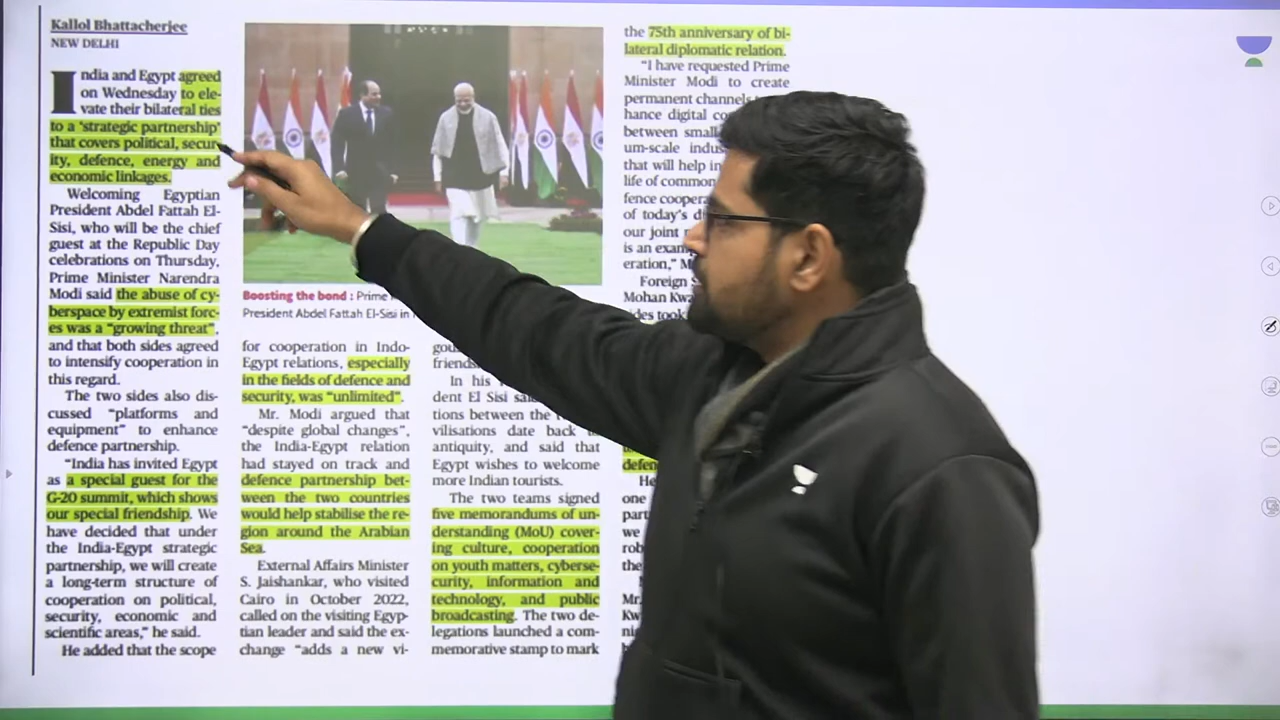 Kallol Bhattacherjee
NEW DELHI
India and Egypt agreed
on Wednesday to ele-
vate their bilateral ties
to a ‘strategic partnership’
that covers political, secur-
ity, defence, energy and
economic linkages.
Welcoming Egyptian
President Abdel Fattah El-
Sisi, who will be the chief
guest at the Republic Day
celebrations on Thursday,
Prime Minister Narendra
Modi said the abuse of cy-
berspace by extremist forc-
es was a “growing threat”,
and that both sides agreed
to intensify cooperation in
this regard.
The two sides also dis-
cussed “platforms and
equipment” to enhance
defence partnership.
“India has invited Egypt
as a special guest for the
G-20 summit, which shows
our special friendship. We
have decided that under
the India-Egypt strategic
partnership, we will create
a long-term structure of
cooperation on political,
security, economic and
scientific areas,” he said.
He added that the scope
Boosting the bond : Prime
President Abdel Fattah El-Sisi in
for cooperation in Indo-
Egypt relations, especially
in the fields of defence and
security, was “unlimited”.
Mr. Modi argued that
“despite global changes”,
the India-Egypt relation
had stayed on track and
defence partnership bet-
ween the two countries
would help stabilise the re-
gion around the Arabian
Sea.
External Affairs Minister
S. Jaishankar, who visited
Cairo in October 2022,
called on the visiting Egyp-
tian leader and said the ex-
change “adds a new vi-
gou
friends
In his
dent El Sisi sai
tions between the
vilisations date back
antiquity, and said that
Egypt wishes to welcome
more Indian tourists.
The two teams signed
five memorandums of un-
derstanding (MoU) cover-
ing culture, cooperation
on youth matters, cyberse-
curity, information and
technology, and public
broadcasting. The two de-
legations launched a com-
memorative stamp to mark
the 75th anniversary of bi-
lateral diplomatic relation.
“I have requested Prime
Minister Modi to create
permanent channels
hance digital co
between small
um-scale indus
that will help in
life of common
fence coopera
of today’s d
our joint
is an exam
eration,” M
Foreign S
Mohan Kwa
ides took
defen
He
one
part
we
rob
the
Mr.
Kw
nig